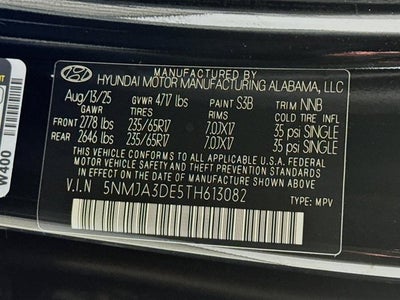 MANUFACTURED BY
HYUNDAI MOTOR MANUFACTURING ALABAMA, LLC
Aug/13/25 GVWR 4717 lbs PAINT S3B TRIM NNB
GAWR TIRES RIMS COLD TIRE INFL
FRONT 2778 lbs 235/65R17 7.0JX17 35 psi SINGLE
REAR 2646 lbs 235/65R17 7.0JX17 35 psi SINGLE
THIS VEHICLE CONFORMS TO ALL APPLICABLE U.S.A. FEDERAL
MOTOR VEHICLE SAFETY, BUMPER, AND THEFT PREVENTION
STANDARDS IN EFFECT ON THE DATE OF MANUFACTURE
SHOWN ABOVE.
V.I.N 5NMJA3DE5TH613082
TYPE: MPV
W400